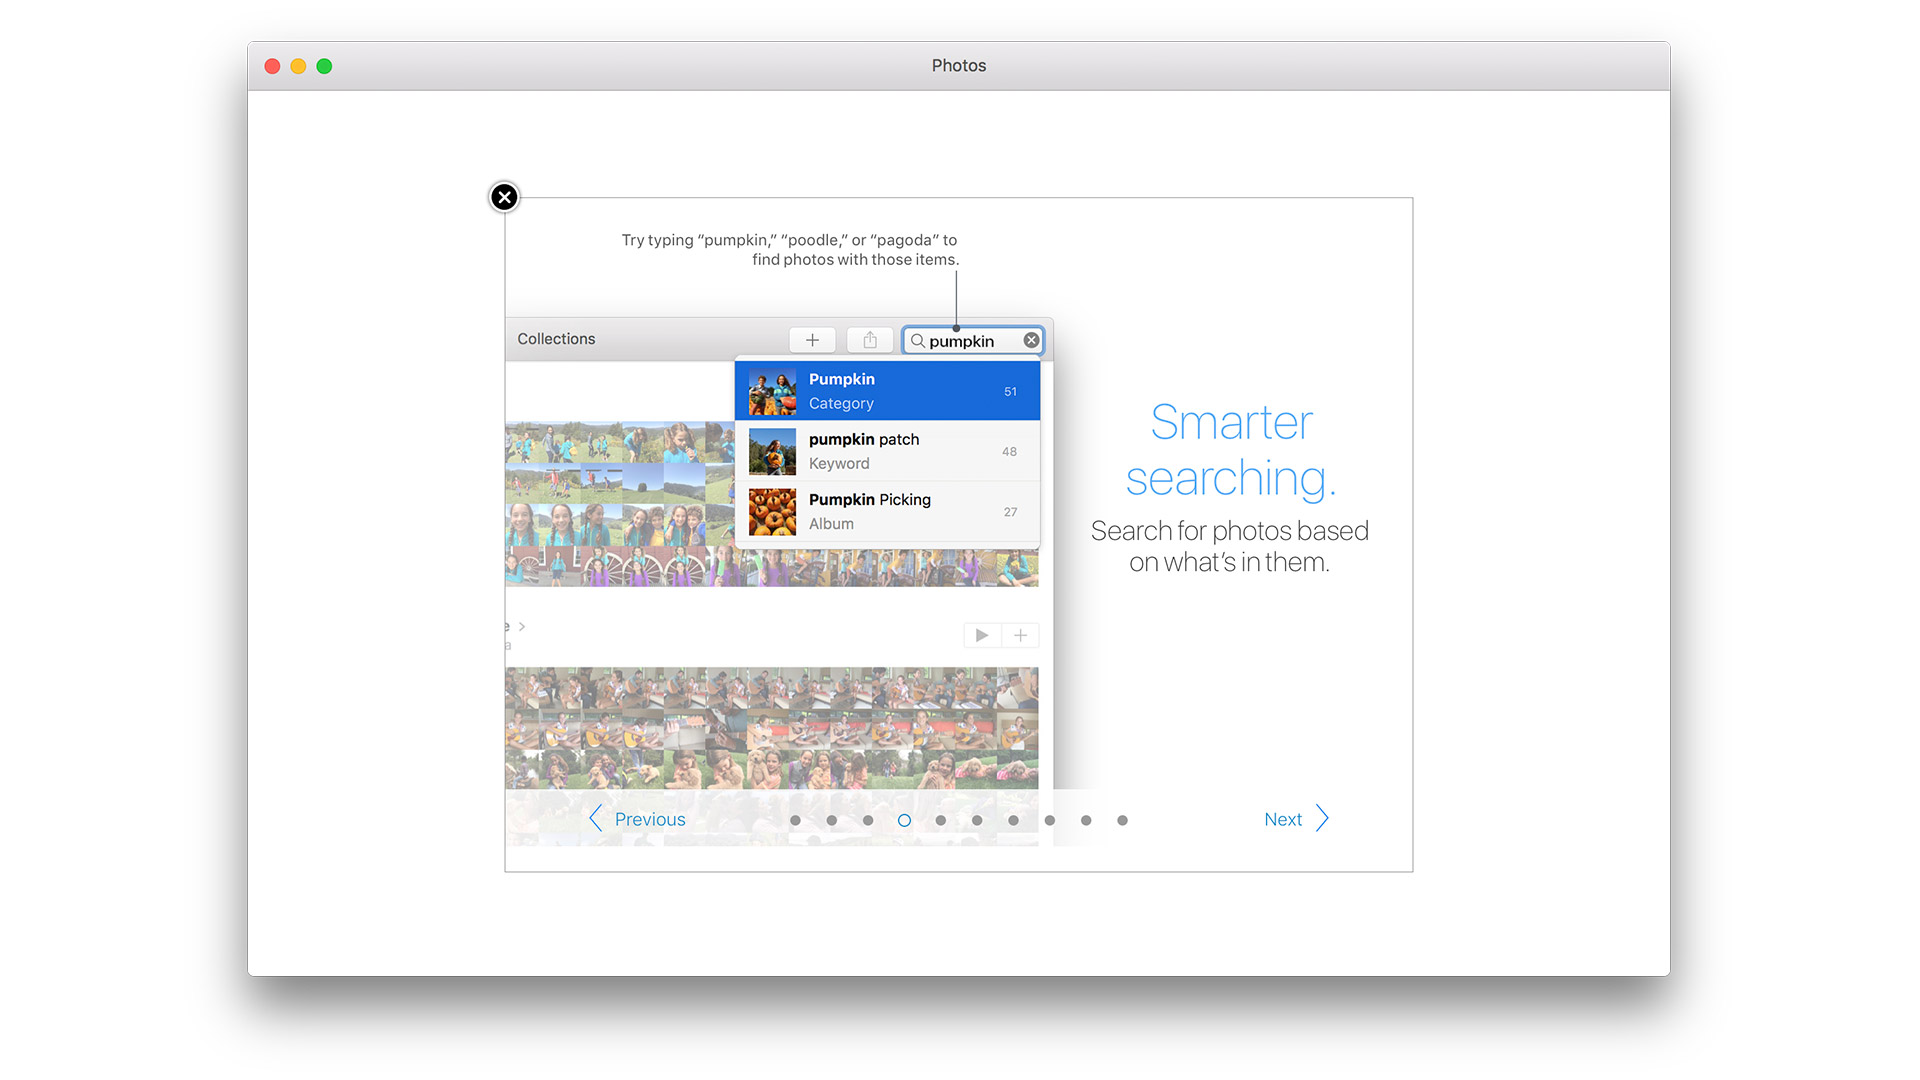 Photos
Try typing “pumpkin,” “poodle,” or “pagoda” to
find photos with those items.
Collections
pumpkin
Pumpkin
Category
51
pumpkin patch
Keyword
48
Pumpkin Picking
Album
27
Smarter
searching.
Search for photos based
on what’s in them.
e
a
Previous
Next